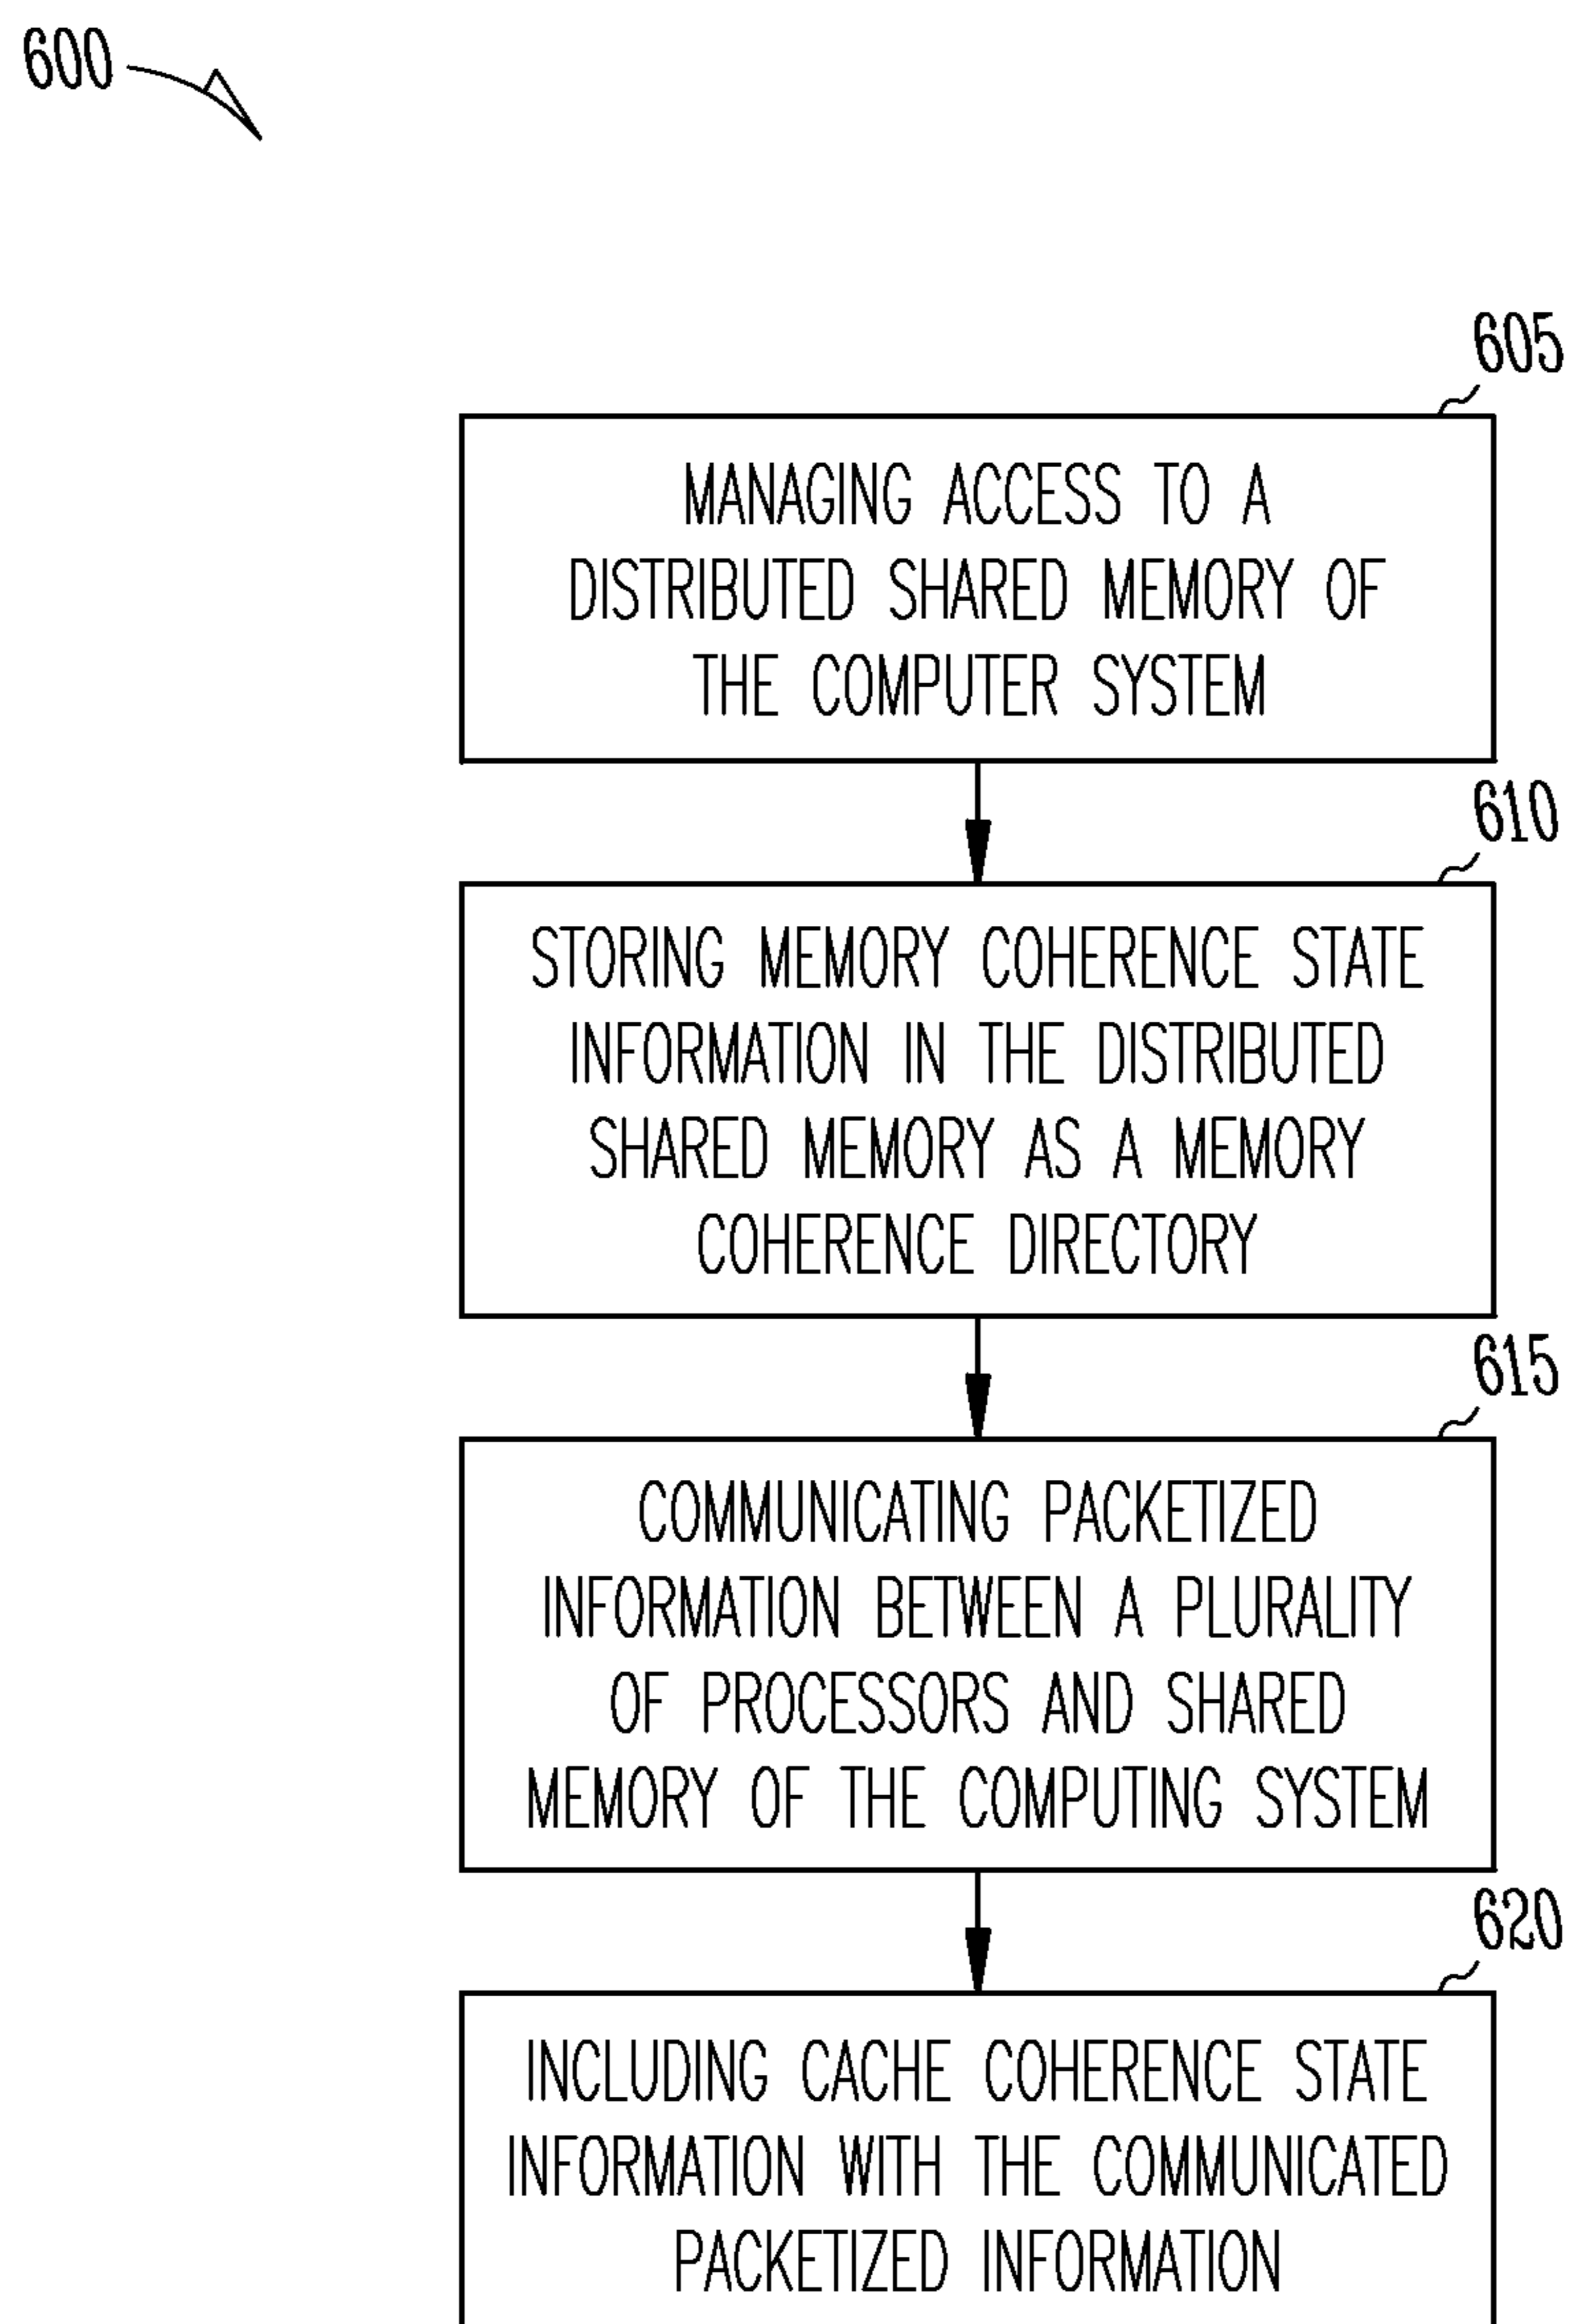 600
605
MANAGING ACCESS TO A
DISTRIBUTED SHARED MEMORY OF
THE COMPUTER SYSTEM
610
STORING MEMORY COHERENCE STATE
INFORMATION IN THE DISTRIBUTED
SHARED MEMORY AS A MEMORY
COHERENCE DIRECTORY
615
COMMUNICATING PACKETIZED
INFORMATION BETWEEN A PLURALITY
OF PROCESSORS AND SHARED
MEMORY OF THE COMPUTING SYSTEM
620
INCLUDING CACHE COHERENCE STATE
INFORMATION WITH THE COMMUNICATED
PACKETIZED INFORMATION